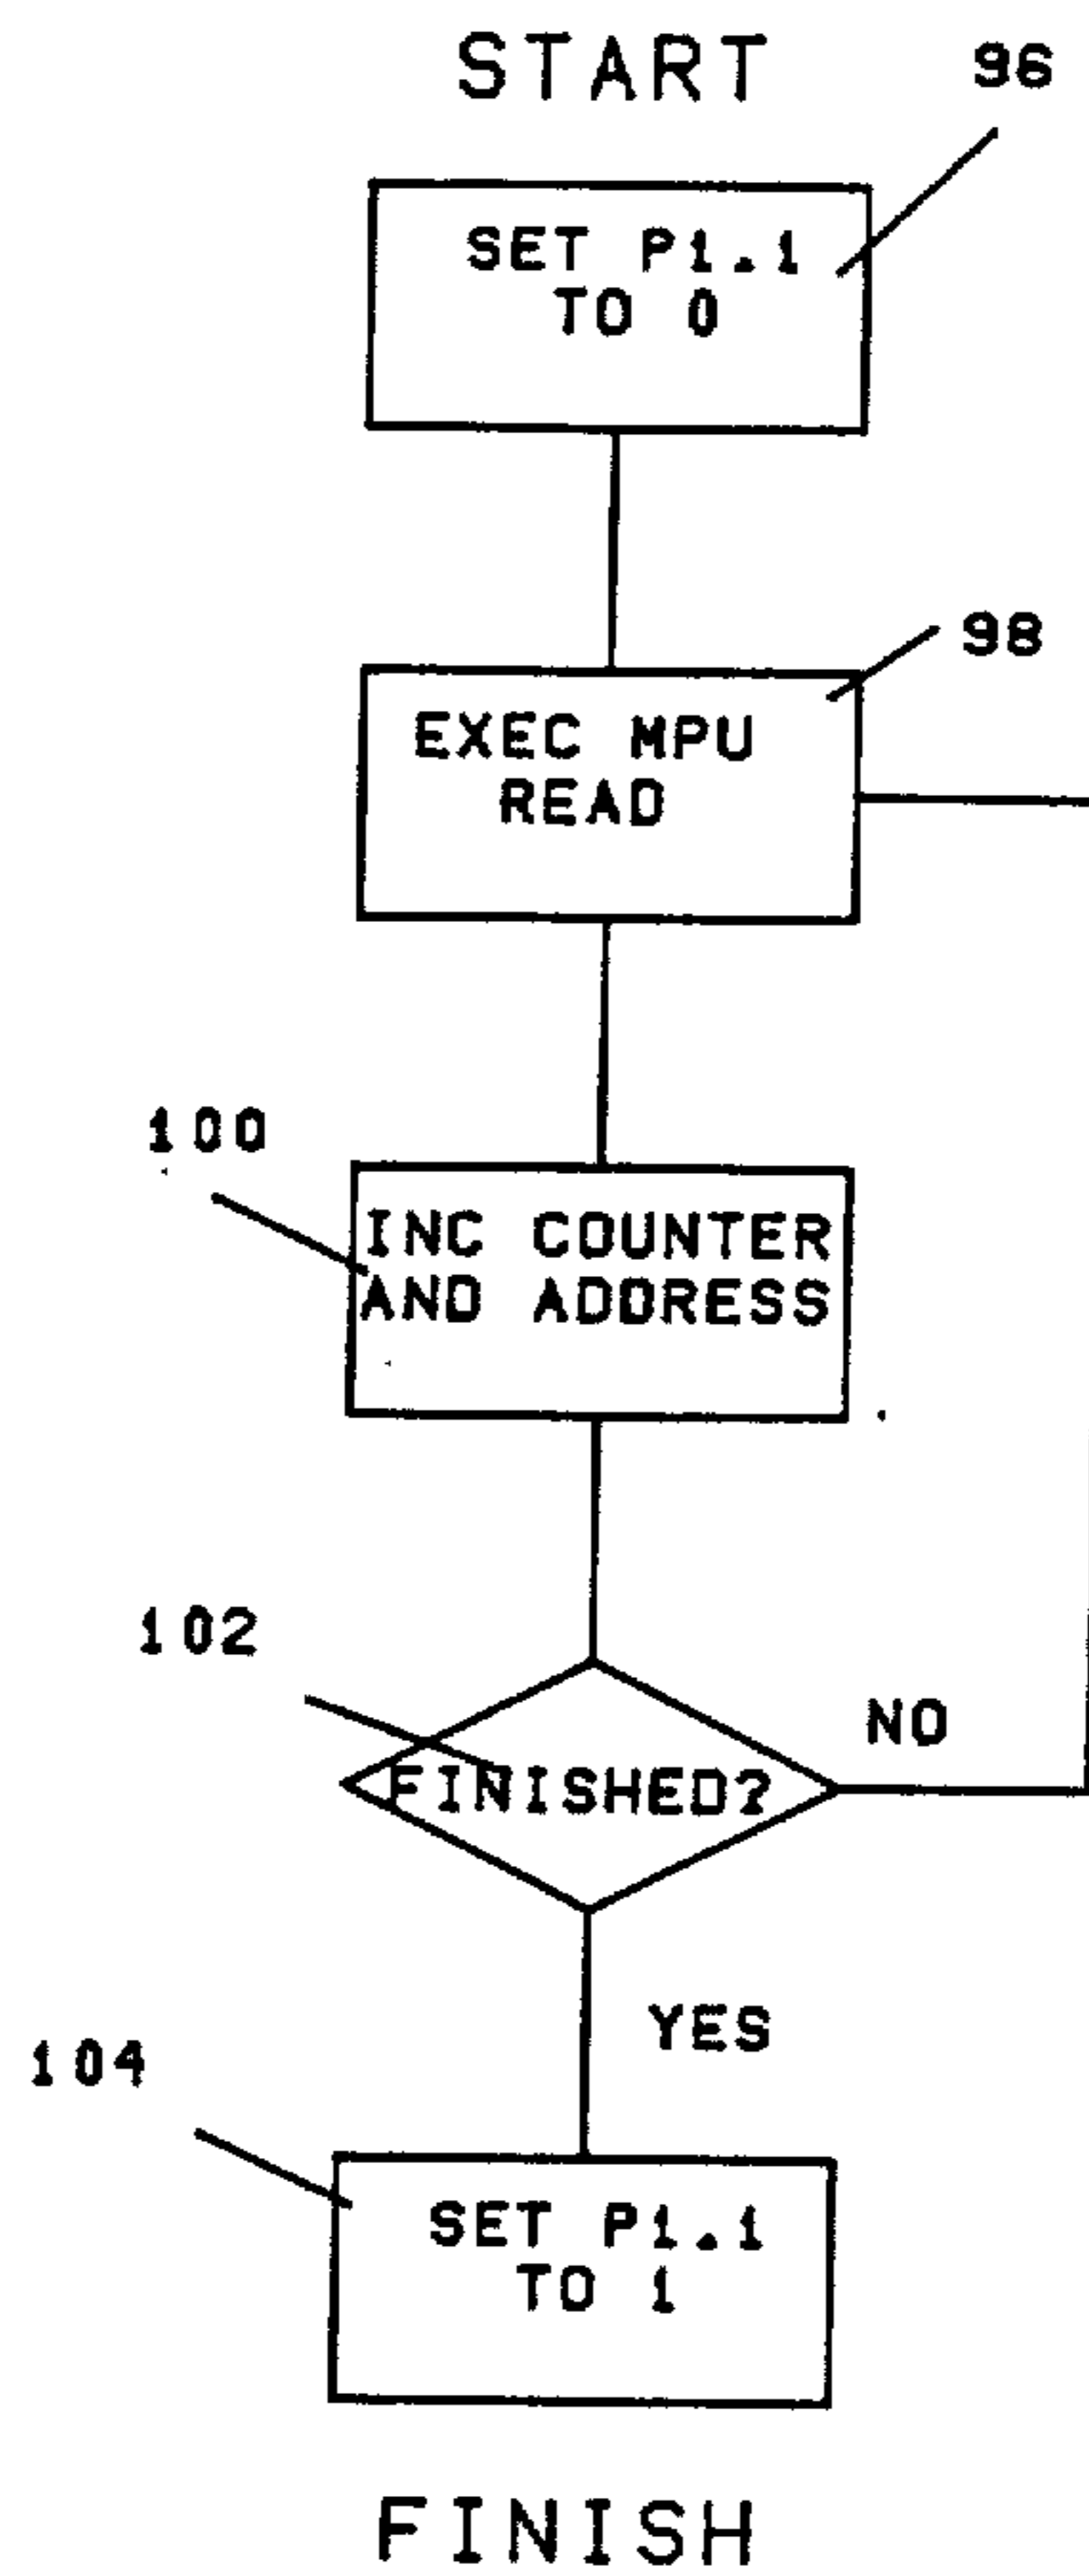 START
96
SET P1.1
TO 0
98
EXEC MPU
READ
100
INC COUNTER
AND ADDRESS
102
NO
FINISHED?
YES
104
SET P1.1
TO 1
FINISH